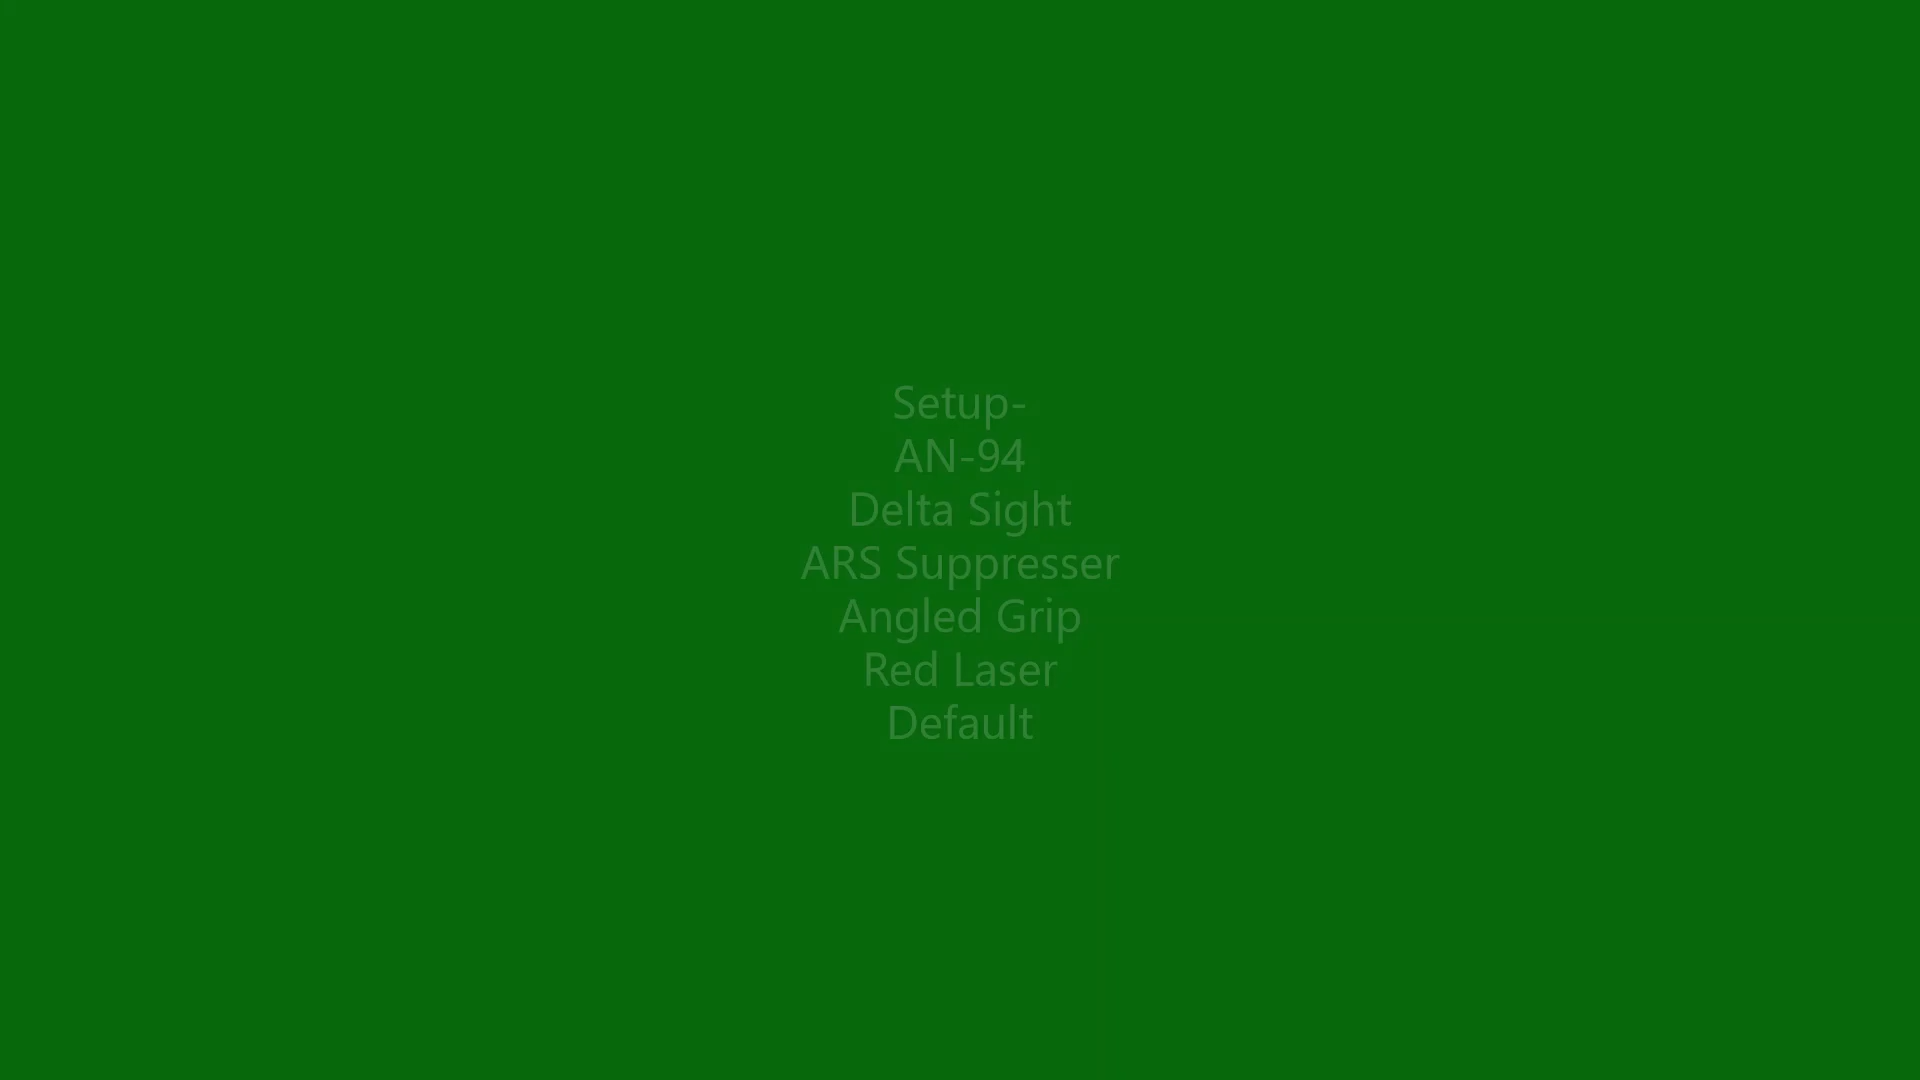 Setup-
AN-94
Delta Sight
ARS Suppresser
Angled Grip
Red Laser
Default